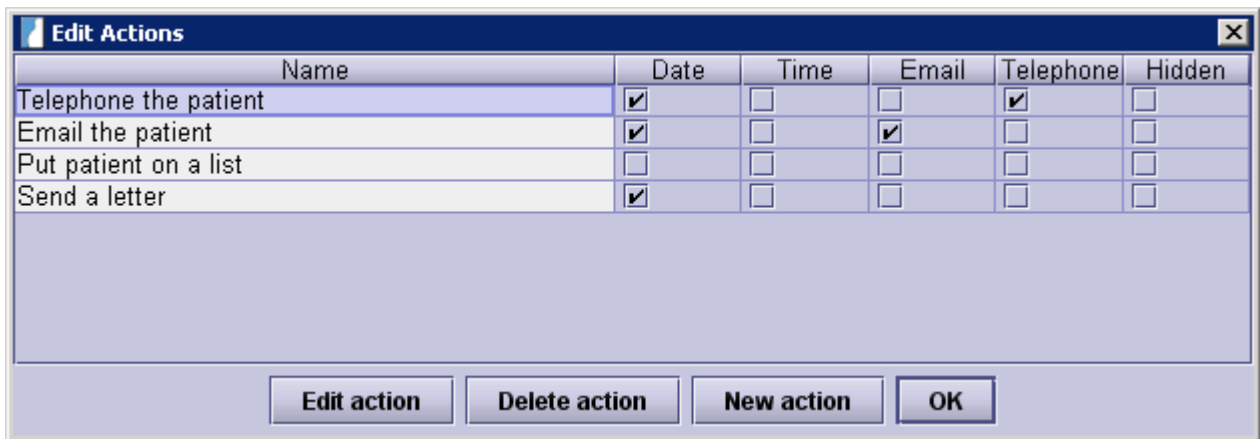 Edit Actions
Name Date Time Email Telephone Hidden
Telephone the patient
Email the patient
Put patient on a list
Send a letter
Edit action Delete action New action OK